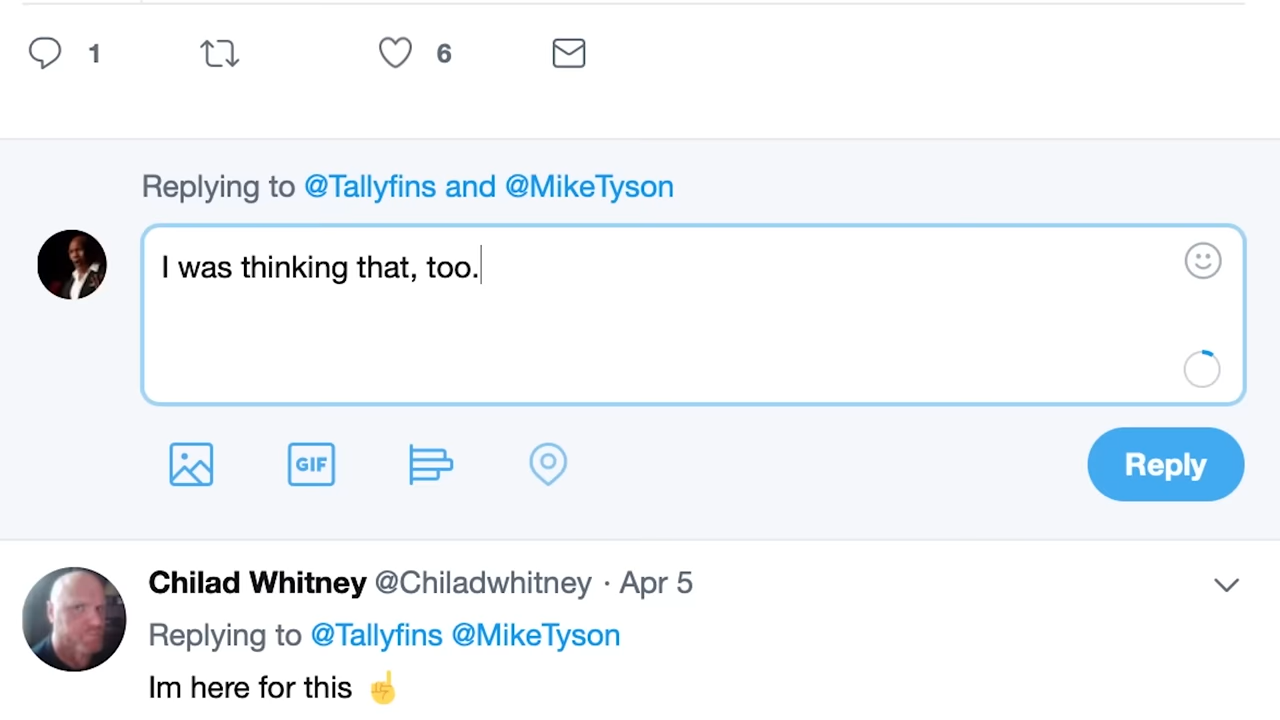 1 6
Replying to @Tallyfins and @MikeTyson
I was thinking that, too.
GIF
Reply
Chilad Whitney @Chiladwhitney · Apr 5
Replying to @Tallyfins @MikeTyson
Im here for this ☝